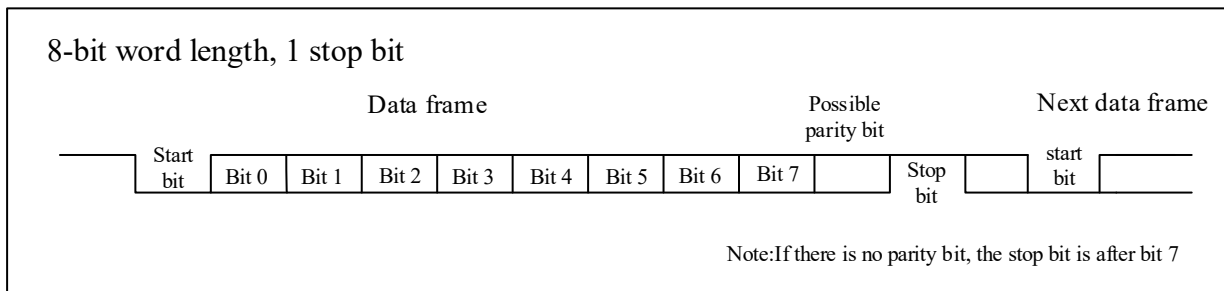 8-bit word length, 1 stop bit
Data frame
Possible
parity bit
Next data frame
Start
bit
Bit 0
Bit 1
Bit 2
Bit 3
Bit 4
Bit 5
Bit 6
Bit 7
Stop
bit
start
bit
Note:If there is no parity bit, the stop bit is after bit 7